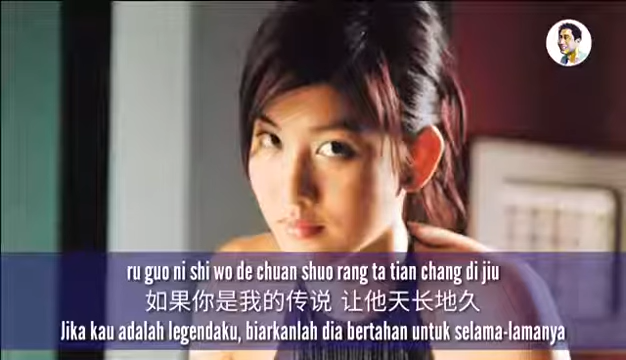 ru guo ni shi wo de chuan shuo rang ta tian chang di jiu
如果你是我的传说 让他天长地久
Jika kau adalah legendaku, biarkanlah dia bertahan untuk selama-lamanya